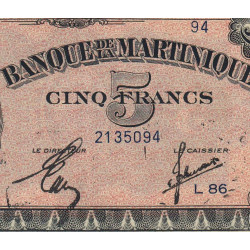 94
BANQUE DE LA MARTINIQUE
5
CINQ FRANCS
2135094
LE DIRECTEUR LE CAISSIER
L 86